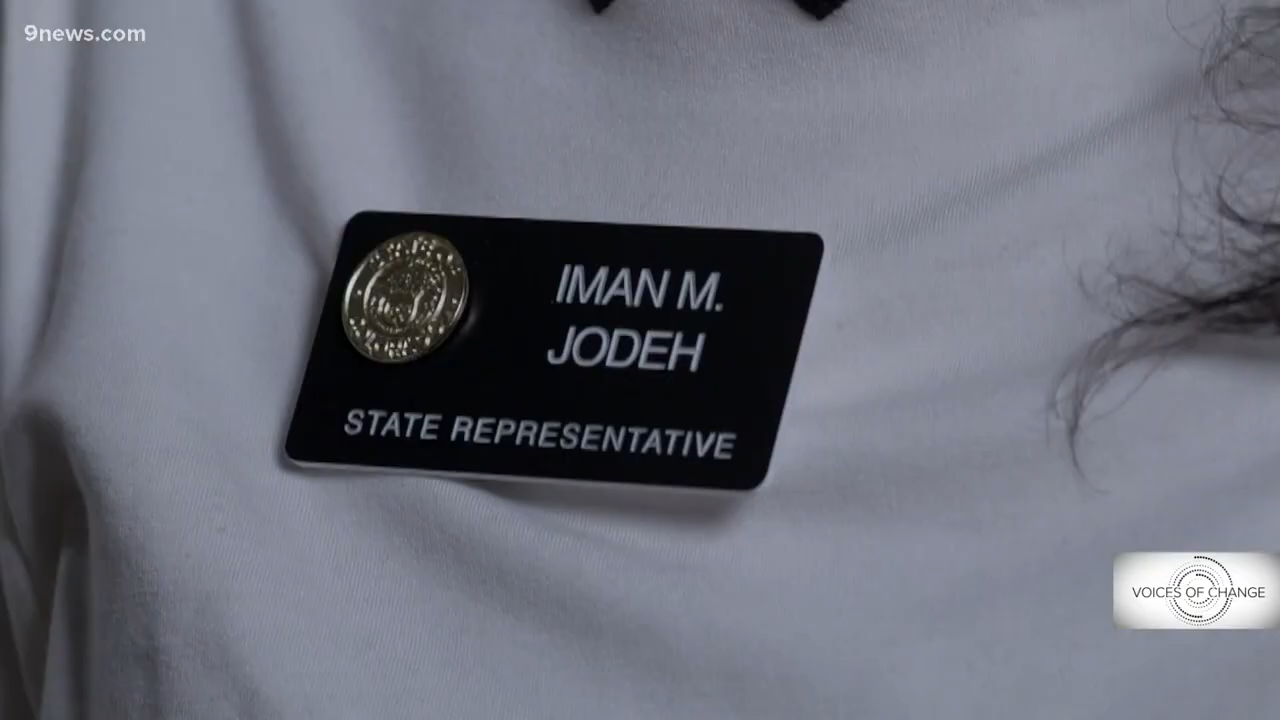 9news.com
IMAN M.
JODEH
STATE REPRESENTATIVE
VOICES OF CHANGE